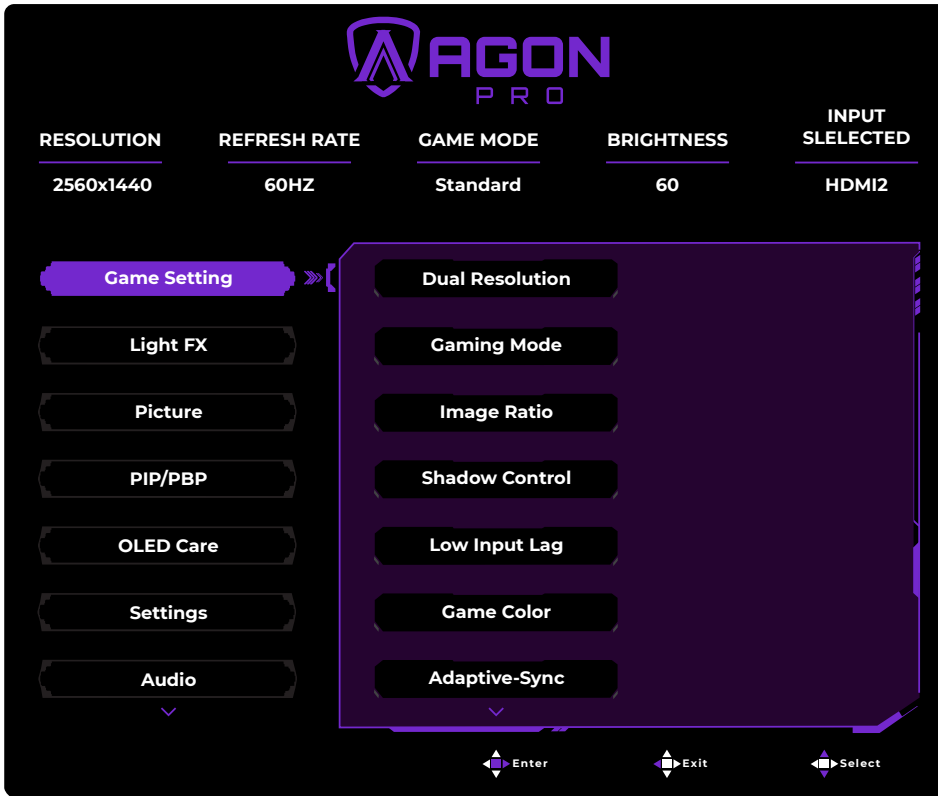 AGON
PRO
RESOLUTION
REFRESH RATE
GAME MODE
BRIGHTNESS
INPUT
SLELECTED
2560x1440
60HZ
Standard
60
HDMI2
Game Setting
Dual Resolution
Light FX
Gaming Mode
Picture
Image Ratio
PIP/PBP
Shadow Control
OLED Care
Low Input Lag
Settings
Game Color
Audio
Adaptive-Sync
Enter
Exit
Select